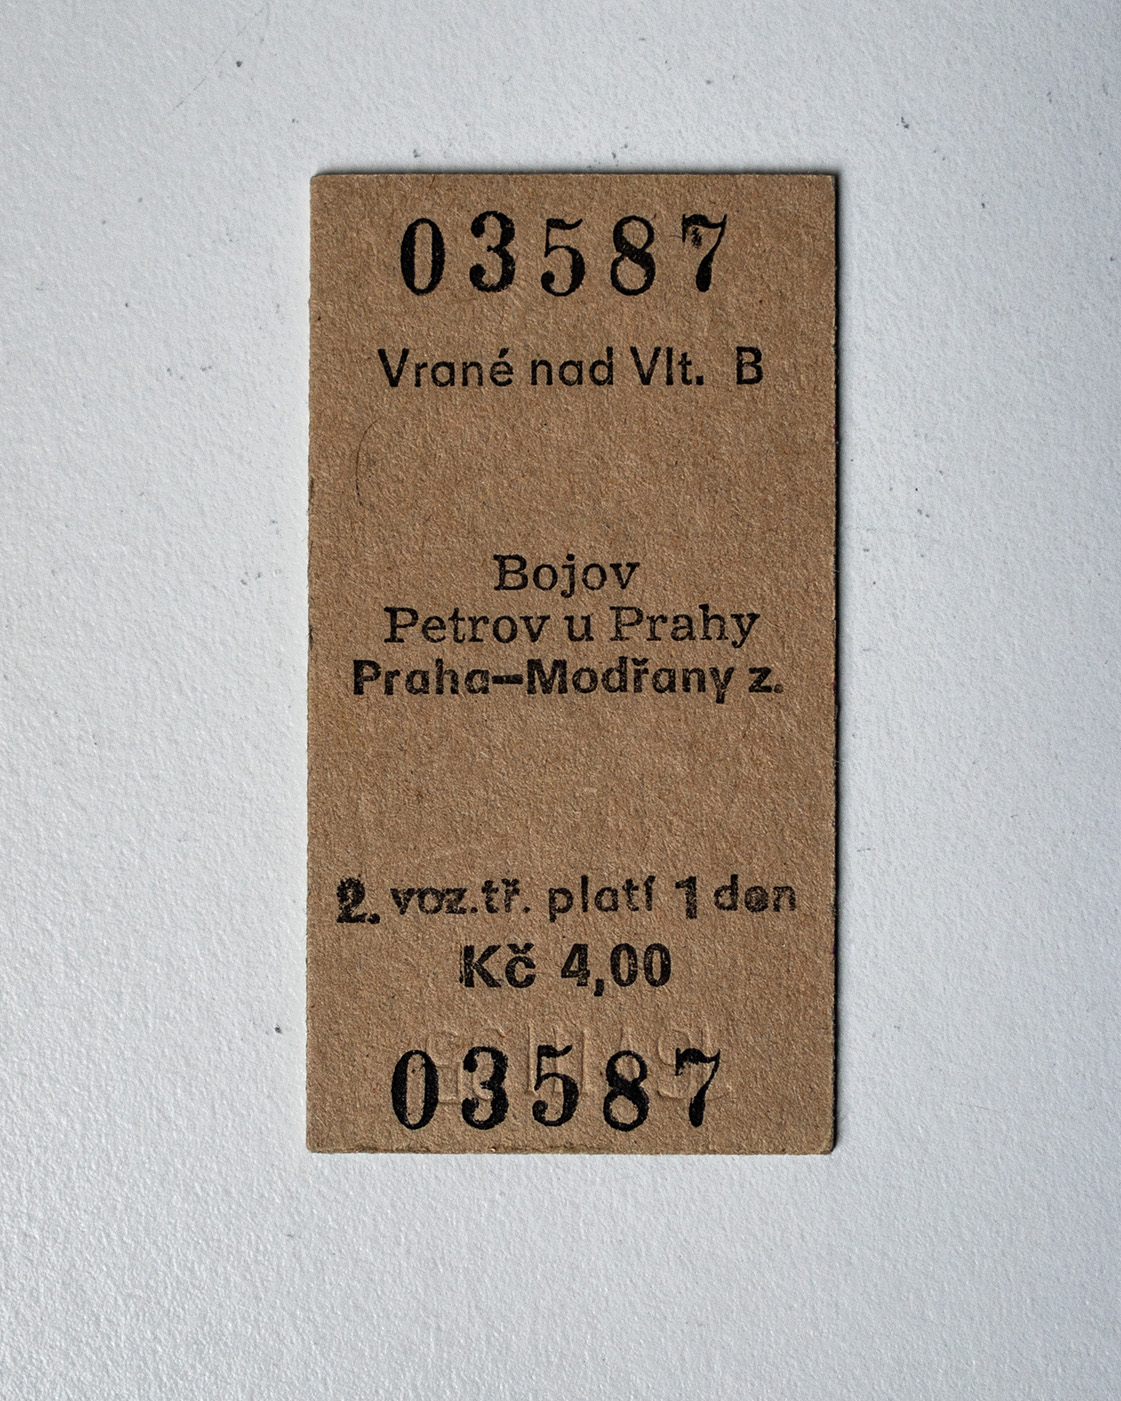 03587
Vrané nad Vlt. B
Bojov
Petrov u Prahy
Praha—Modřany z.
2. voz.tř. platí 1 den
Kč 4,00
03587